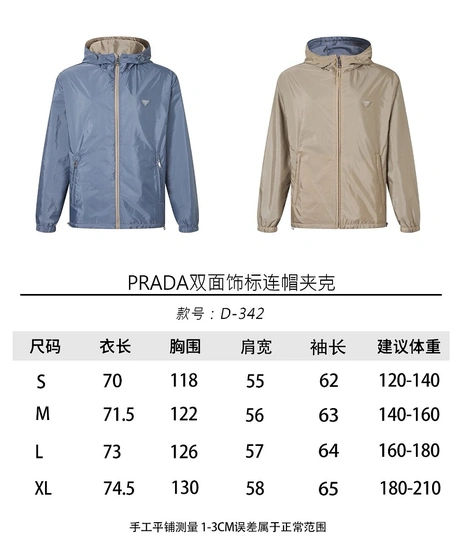 PRADA双面饰标连帽夹克
款号：D-342
尺码 衣长 胸围 肩宽 袖长 建议体重
S 70 118 55 62 120-140
M 71.5 122 56 63 140-160
L 73 126 57 64 160-180
XL 74.5 130 58 65 180-210
手工平铺测量 1-3CM误差属于正常范围